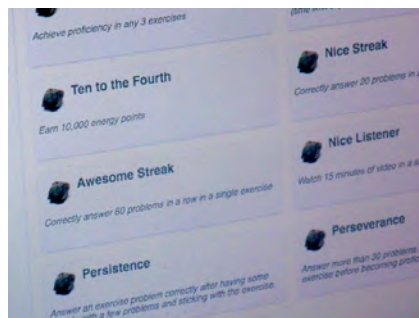 Achieve proficiency in any 3 exercises
(time
Ten to the Fourth
Earn 10,000 energy points
Nice Streak
Correctly answer 20 problems in
Awesome Streak
Correctly answer 60 problems in a row in a single exercise
Nice Listener
Watch 15 minutes of video in a
Persistence
Answer an exercise problem correctly after having some
with a few problems and sticking with the exercise
Perseverance
Answer more than 30 problems
exercise before becoming